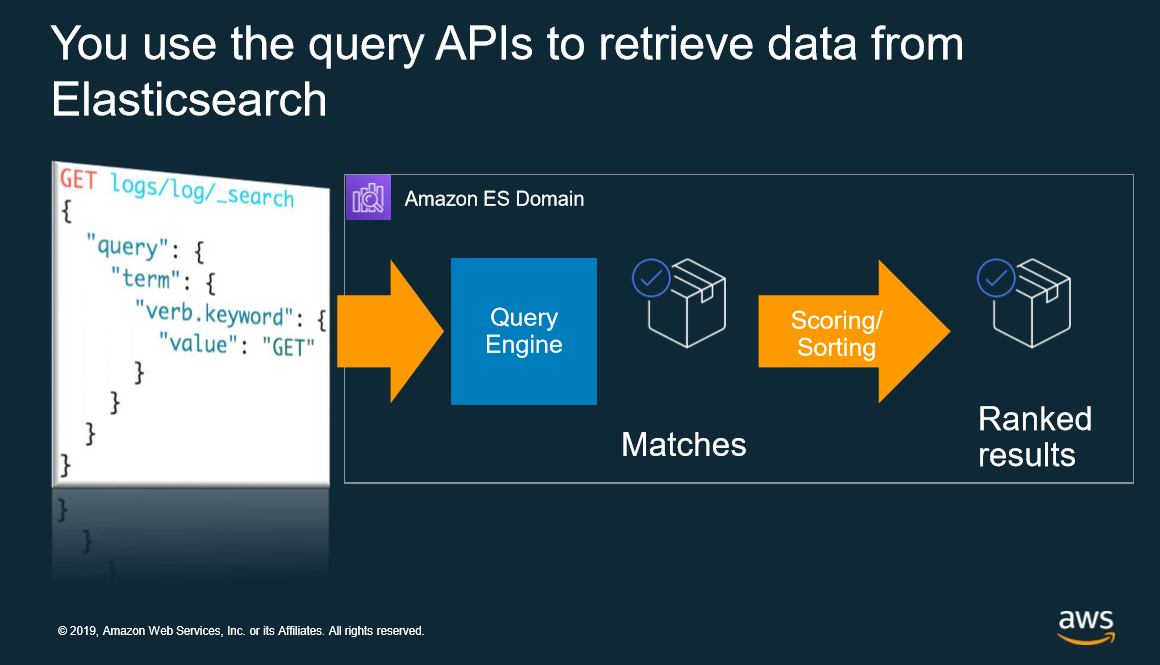 You use the query APIs to retrieve data from
Elasticsearch
GET logs/log/_search
{
"query": {
"term": {
"verb.keyword": {
"value": "GET"
}
}
}
}
Amazon ES Domain
Query
Engine
Matches
Scoring/
Sorting
Ranked
results
© 2019, Amazon Web Services, Inc. or its Affiliates. All rights reserved.
aws